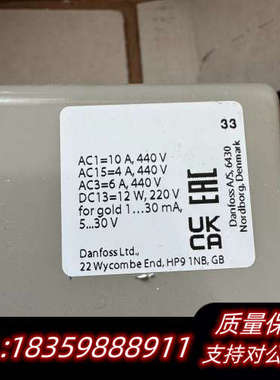 33
AC1=10 A, 440 V
AC15=4 A, 440 V
AC3=6 A, 440 V
DC13=12 W, 220 V
for gold 1...30 mA,
5...30 V
EAC
UKCA
Danfoss A/S, 6430
Nordborg, Denmark
Danfoss Ltd.,
22 Wycombe End, HP9 1NB, GB
质量保
:18359888911
支持对公